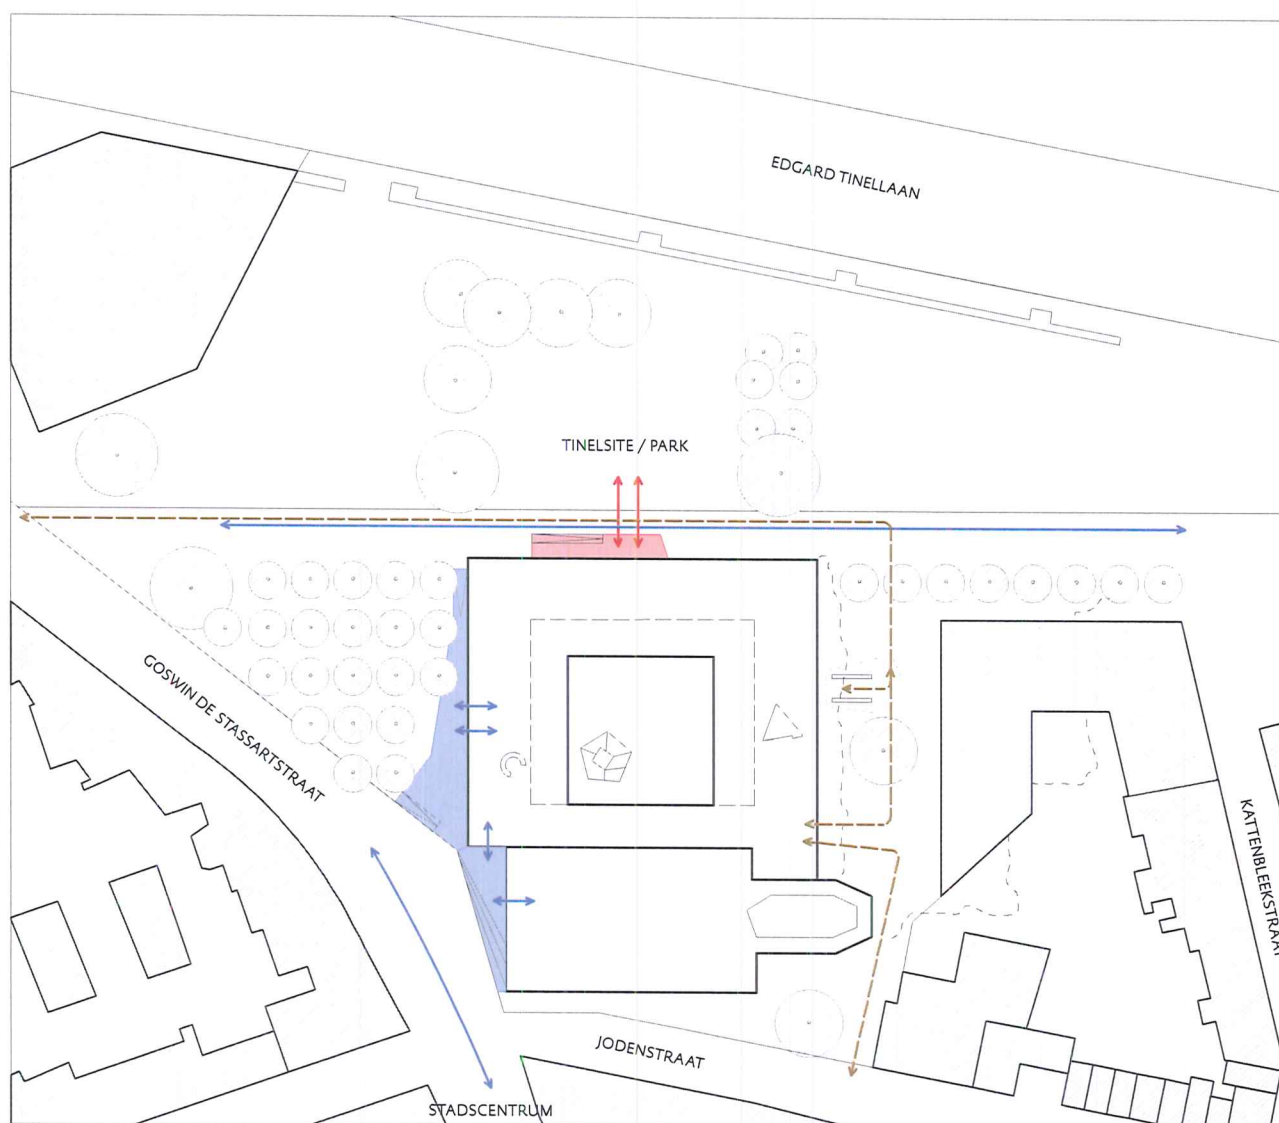 EDGARD TINELLAAN
TINELSITE / PARK
GOSWIN DE STASSARTSTRAAT
KATTENBLEEKSTRAAT
JODENSTRAAT
STADSCENTRUM